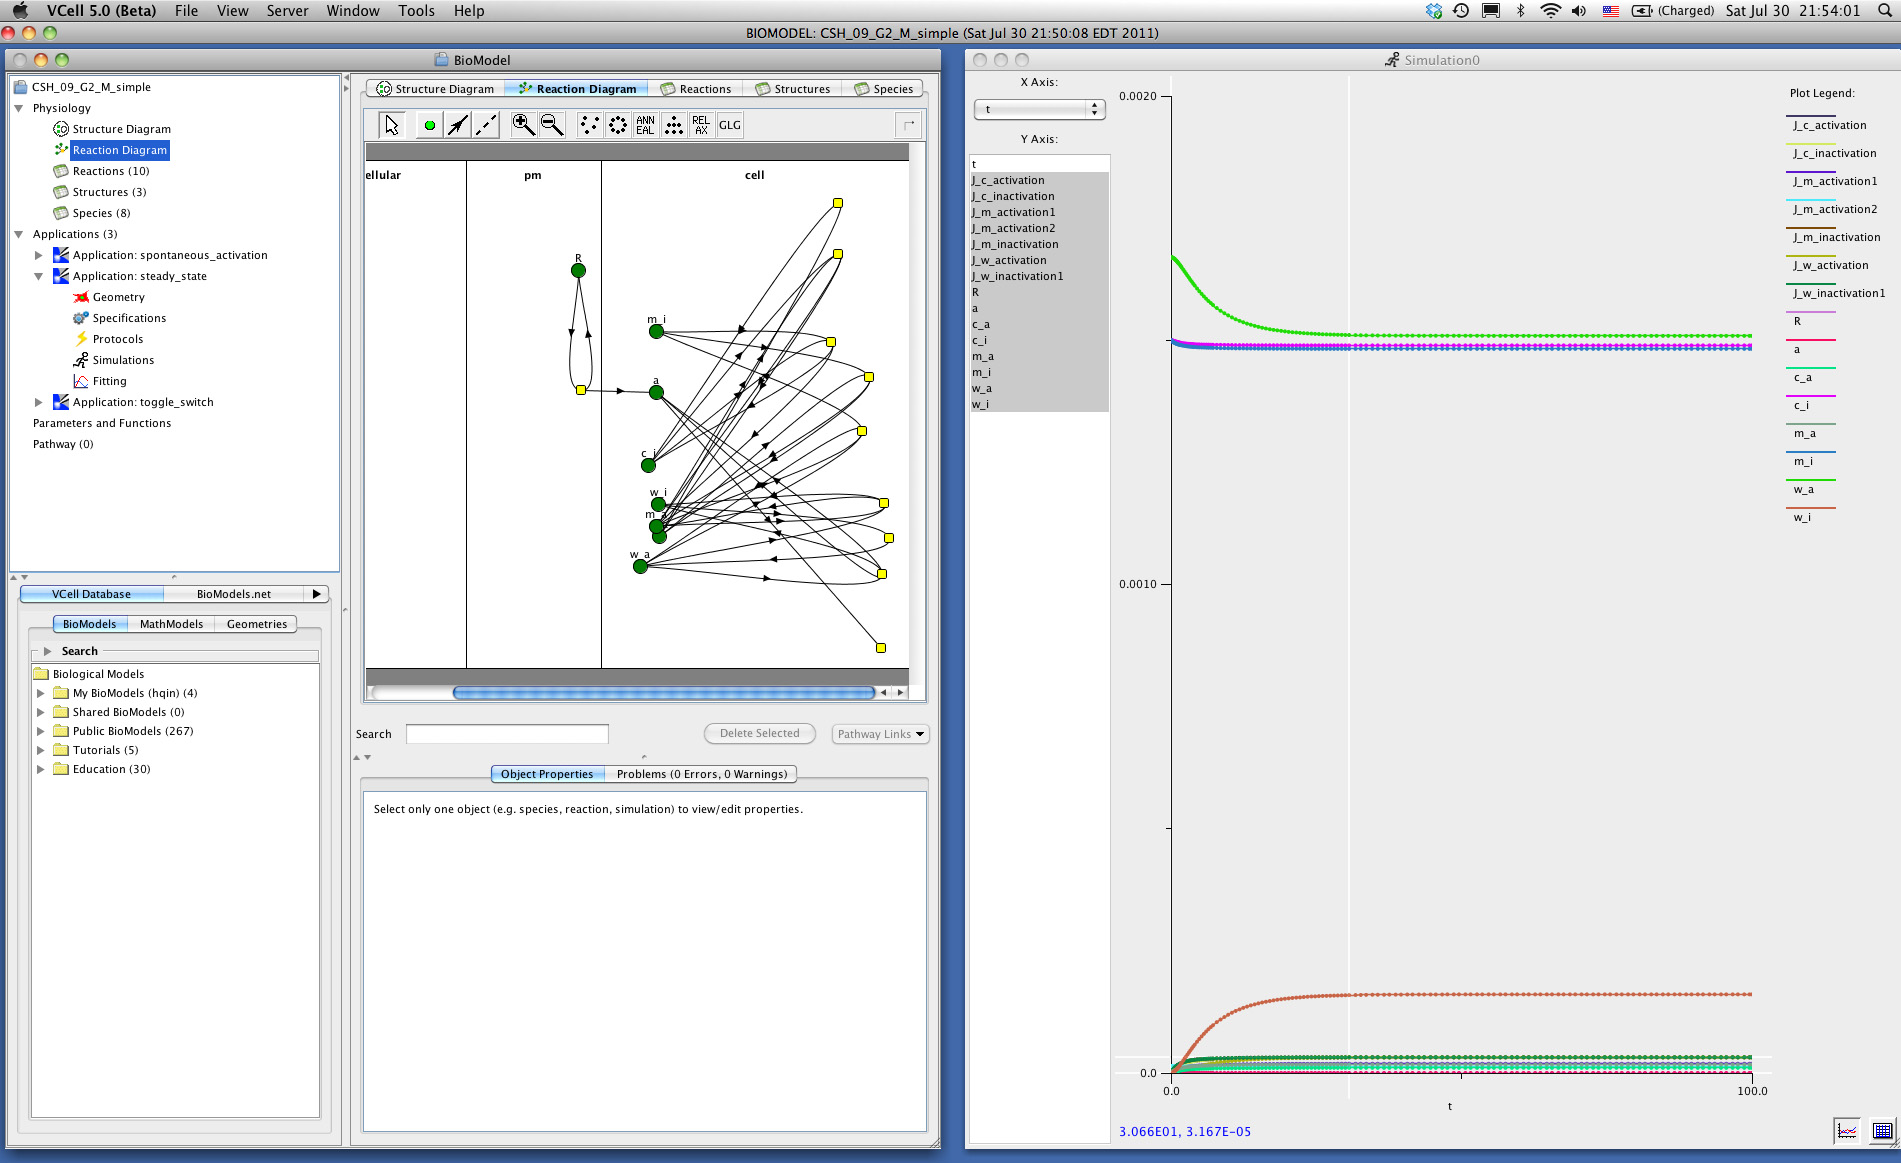 VCell 5.0 (Beta) File View Server Window Tools Help (Charged) Sat Jul 30 21:54:01
BIOMODEL: CSH_09_G2_M_simple (Sat Jul 30 21:50:08 EDT 2011)
BioModel
CSH_09_G2_M_simple
Physiology
Structure Diagram
Reaction Diagram
Reactions (10)
Structures (3)
Species (8)
Applications (3)
Application: spontaneous_activation
Application: steady_state
Geometry
Specifications
Protocols
Simulations
Fitting
Application: toggle_switch
Parameters and Functions
Pathway (0)
VCell Database BioModels.net
BioModels MathModels Geometries
Search
Biological Models
My BioModels (hqin) (4)
Shared BioModels (0)
Public BioModels (267)
Tutorials (5)
Education (30)
Structure Diagram Reaction Diagram Reactions Structures Species
ANN EAL REL AX GLG
ellular pm cell
R
m_i
a
c_i
w_i
m_a
w_a
Search Delete Selected Pathway Links
Object Properties Problems (0 Errors, 0 Warnings)
Select only one object (e.g. species, reaction, simulation) to view/edit properties.
Simulation0
X Axis:
t
Y Axis:
t
J_c_activation
J_c_inactivation
J_m_activation1
J_m_activation2
J_m_inactivation
J_w_activation
J_w_inactivation1
R
a
c_a
c_i
m_a
m_i
w_a
w_i
0.0020
0.0010
0.0
0.0 100.0
t
3.066E01, 3.167E-05
Plot Legend:
J_c_activation
J_c_inactivation
J_m_activation1
J_m_activation2
J_m_inactivation
J_w_activation
J_w_inactivation1
R
a
c_a
c_i
m_a
m_i
w_a
w_i